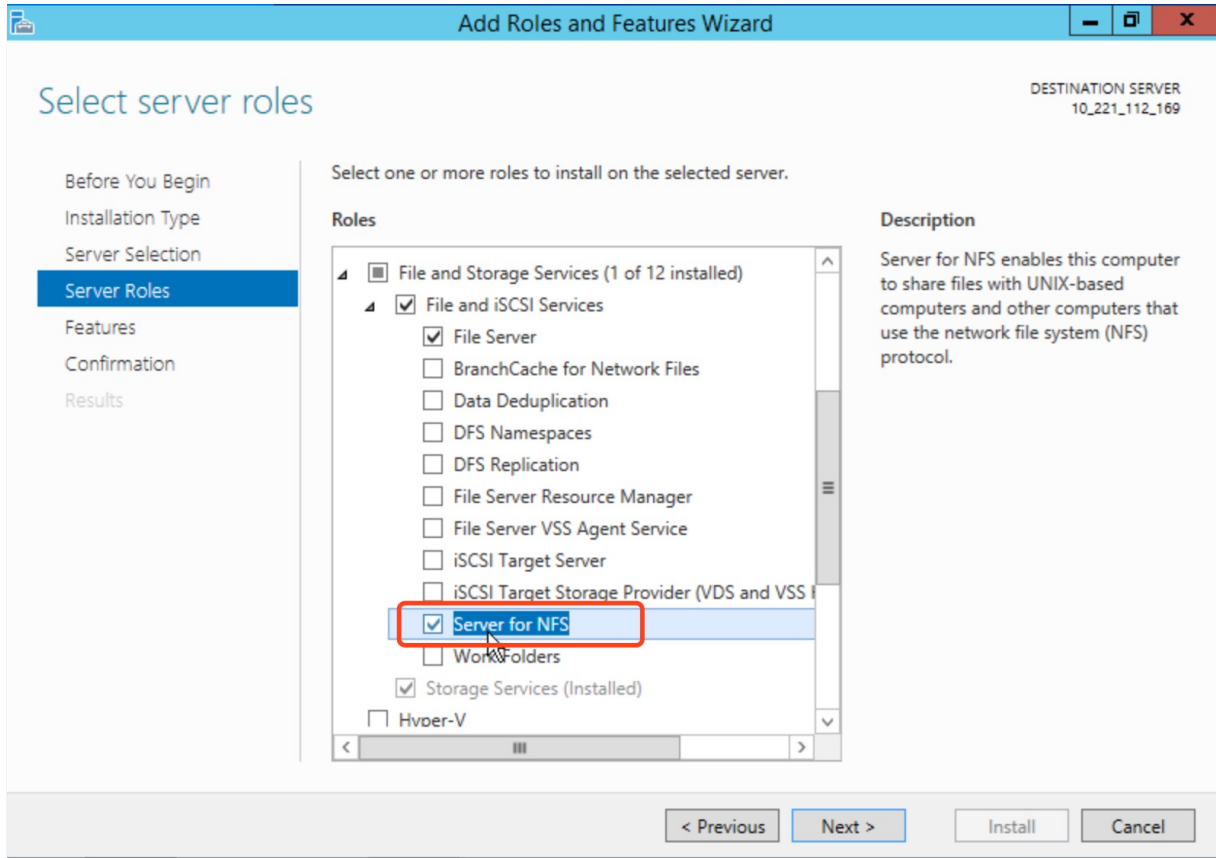 Add Roles and Features Wizard
Select server roles
DESTINATION SERVER
10_221_112_169
Before You Begin
Installation Type
Server Selection
Server Roles
Features
Confirmation
Results
Select one or more roles to install on the selected server.
Roles
File and Storage Services (1 of 12 installed)
File and iSCSI Services
File Server
BranchCache for Network Files
Data Deduplication
DFS Namespaces
DFS Replication
File Server Resource Manager
File Server VSS Agent Service
iSCSI Target Server
iSCSI Target Storage Provider (VDS and VSS
Server for NFS
Work Folders
Storage Services (Installed)
Hyper-V
Description
Server for NFS enables this computer
to share files with UNIX-based
computers and other computers that
use the network file system (NFS)
protocol.
< Previous
Next >
Install
Cancel